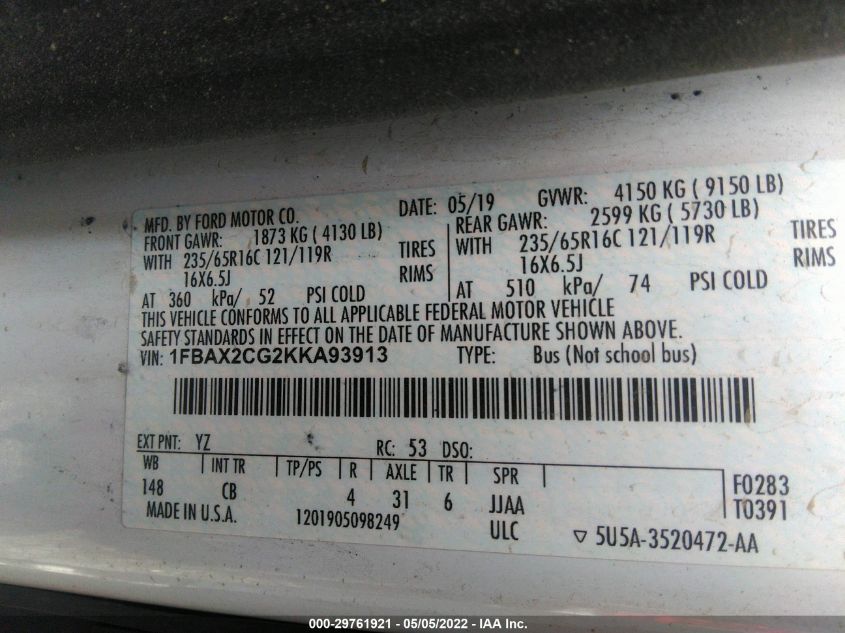 MFD. BY FORD MOTOR CO. DATE: 05/19 GVWR: 4150 KG ( 9150 LB)
FRONT GAWR: 1873 KG ( 4130 LB) REAR GAWR: 2599 KG ( 5730 LB)
WITH 235/65R16C 121/119R TIRES WITH 235/65R16C 121/119R TIRES
16X6.5J RIMS 16X6.5J RIMS
AT 360 kPa/ 52 PSI COLD AT 510 kPa/ 74 PSI COLD
THIS VEHICLE CONFORMS TO ALL APPLICABLE FEDERAL MOTOR VEHICLE
SAFETY STANDARDS IN EFFECT ON THE DATE OF MANUFACTURE SHOWN ABOVE.
VIN: 1FBAX2CG2KKA93913 TYPE: Bus (Not school bus)
EXT PNT: YZ RC: 53 DSO:
WB INT TR TP/PS R AXLE TR SPR F0283
148 CB 4 31 6 JJAA T0391
MADE IN U.S.A. 1201905098249 ULC ▽ 5U5A-3520472-AA
000-29761921 - 05/05/2022 - IAA Inc.